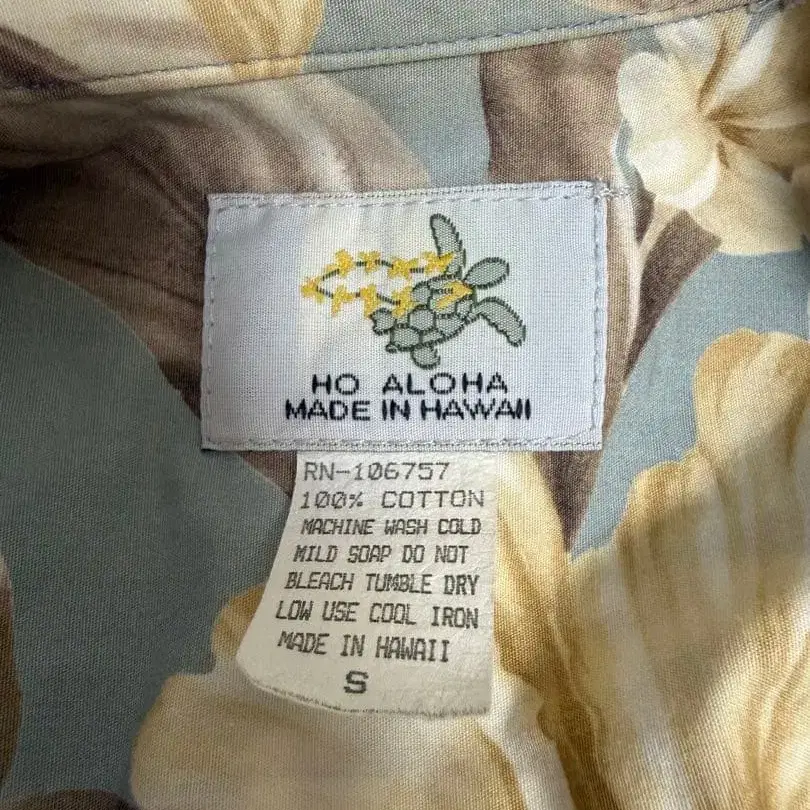 HO ALOHA
MADE IN HAWAII
RN-106757
100% COTTON
MACHINE WASH COLD
MILD SOAP DO NOT
BLEACH TUMBLE DRY
LOW USE COOL IRON
MADE IN HAWAII
S